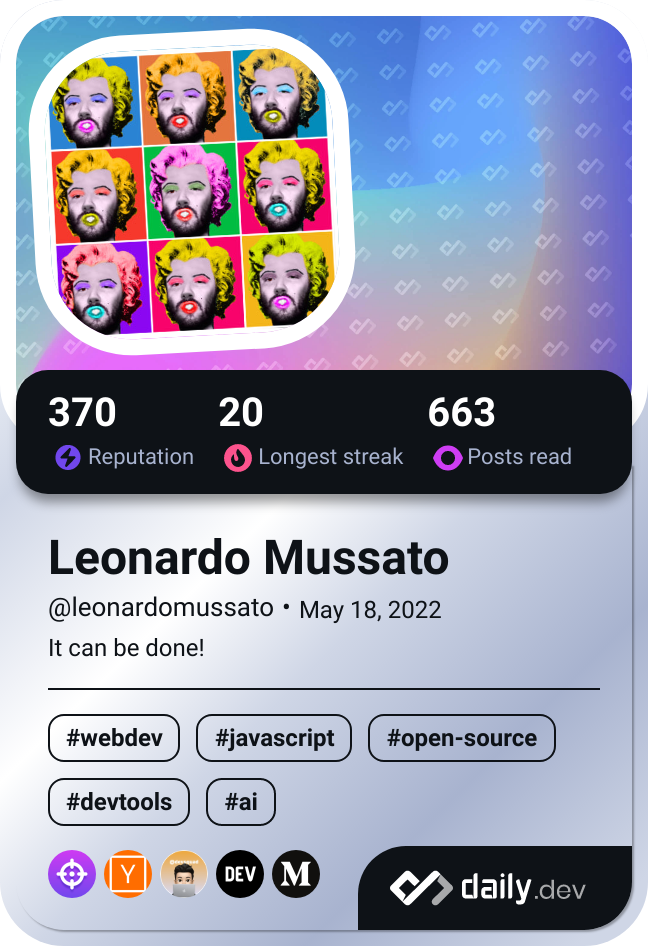 370 20 663
Reputation Longest streak Posts read
Leonardo Mussato
@leonardomussato • May 18, 2022
It can be done!
#webdev #javascript #open-source
#devtools #ai
Y DEV M
daily.dev